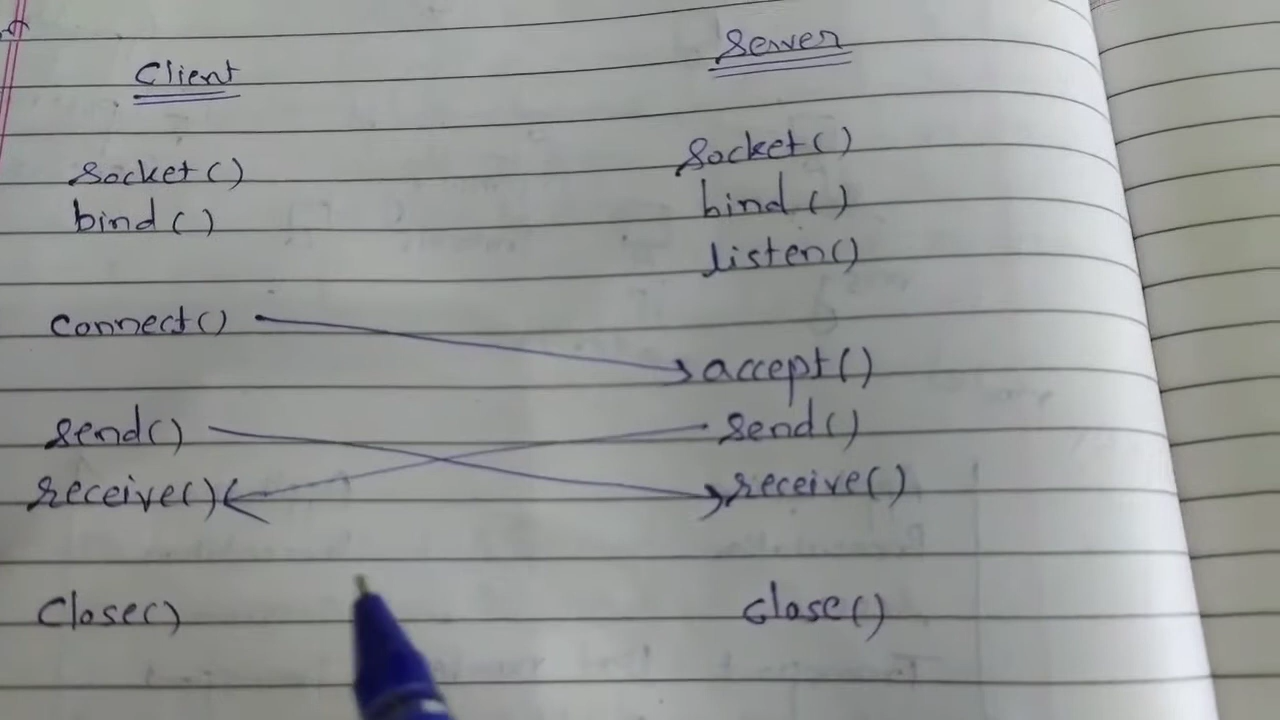 Client
Socket()
bind()
Connect()
send()
receive()
Close()
Server
Socket()
bind()
listen()
accept()
send()
receive()
close()